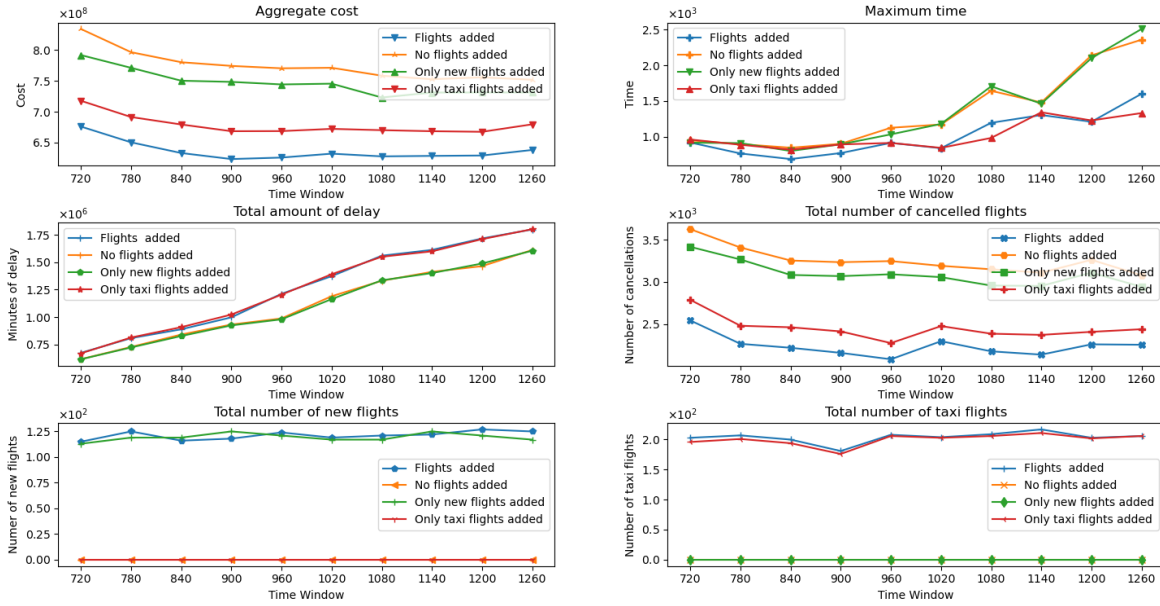 Aggregate cost
×10⁸
8.0
7.5
7.0
6.5
Cost
720 780 840 900 960 1020 1080 1140 1200 1260
Time Window
Flights added
No flights added
Only new flights added
Only taxi flights added
Maximum time
×10³
2.5
2.0
1.5
1.0
Time
720 780 840 900 960 1020 1080 1140 1200 1260
Time Window
Flights added
No flights added
Only new flights added
Only taxi flights added
Total amount of delay
×10⁶
1.75
1.50
1.25
1.00
0.75
Minutes of delay
720 780 840 900 960 1020 1080 1140 1200 1260
Time Window
Flights added
No flights added
Only new flights added
Only taxi flights added
Total number of cancelled flights
×10³
3.5
3.0
2.5
Number of cancellations
720 780 840 900 960 1020 1080 1140 1200 1260
Time Window
Flights added
No flights added
Only new flights added
Only taxi flights added
Total number of new flights
×10²
1.25
1.00
0.75
0.50
0.25
0.00
Numer of new flights
720 780 840 900 960 1020 1080 1140 1200 1260
Time Window
Flights added
No flights added
Only new flights added
Only taxi flights added
Total number of taxi flights
×10²
2.0
1.5
1.0
0.5
0.0
Number of taxi flights
720 780 840 900 960 1020 1080 1140 1200 1260
Time Window
Flights added
No flights added
Only new flights added
Only taxi flights added